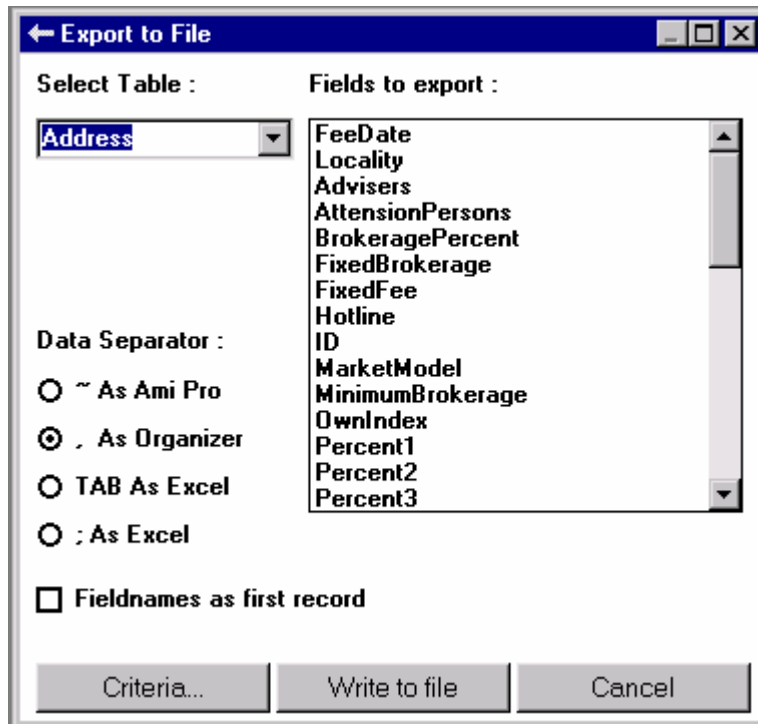 Export to File
Select Table :
Address
Fields to export :
FeeDate
Locality
Advisers
AttensionPersons
BrokeragePercent
FixedBrokerage
FixedFee
Hotline
ID
MarketModel
MinimumBrokerage
OwnIndex
Percent1
Percent2
Percent3
Data Separator :
~ As Ami Pro
, As Organizer
TAB As Excel
; As Excel
Fieldnames as first record
Criteria...
Write to file
Cancel